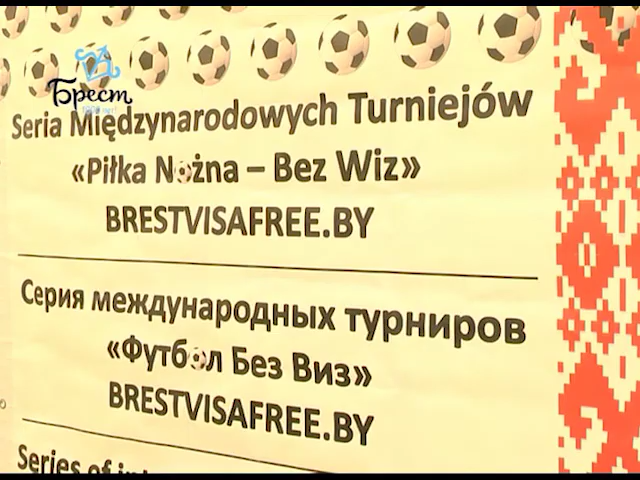 Брест
Seria Międzynarodowych Turniejów
«Piłka Nożna – Bez Wiz»
BRESTVISAFREE.BY
Серия международных турниров
«Футбол Без Виз»
BRESTVISAFREE.BY
Series of